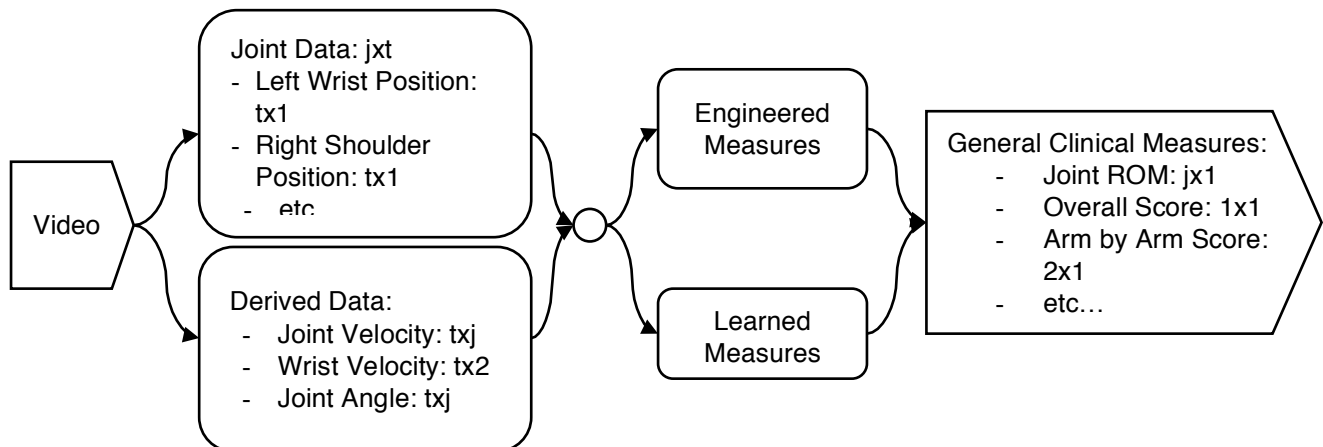 Video
Joint Data: jxt
- Left Wrist Position:
tx1
- Right Shoulder
Position: tx1
- etc
Derived Data:
- Joint Velocity: txj
- Wrist Velocity: tx2
- Joint Angle: txj
Engineered
Measures
Learned
Measures
General Clinical Measures:
- Joint ROM: jx1
- Overall Score: 1x1
- Arm by Arm Score:
2x1
- etc…